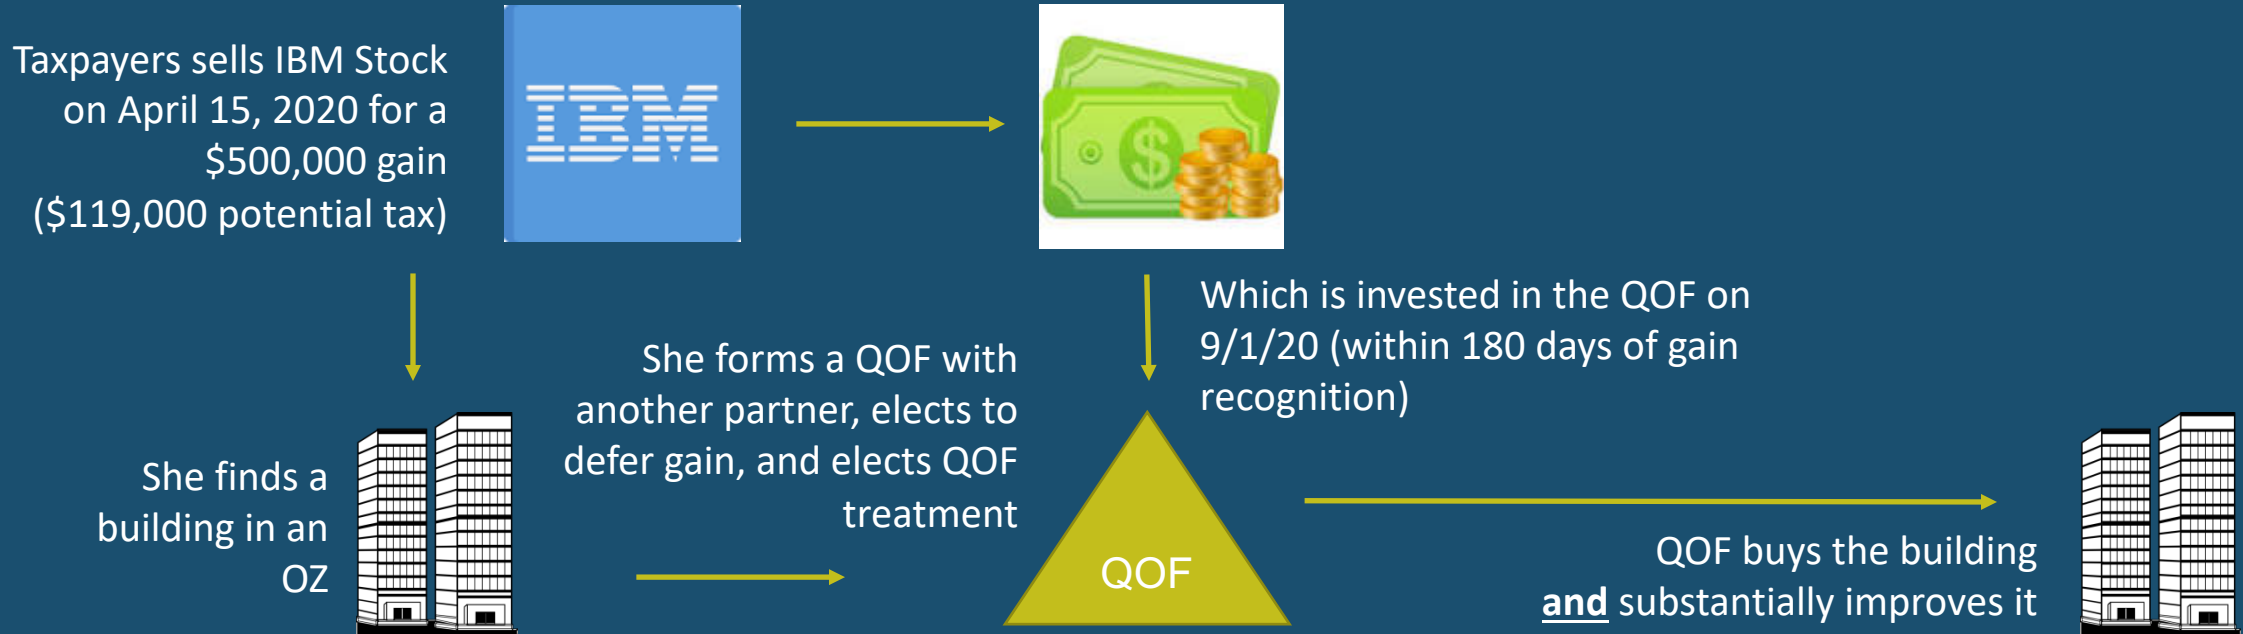 Taxpayers sells IBM Stock
on April 15, 2020 for a
$500,000 gain
($119,000 potential tax)
IBM
$
Which is invested in the QOF on
9/1/20 (within 180 days of gain
recognition)
She forms a QOF with
another partner, elects to
defer gain, and elects QOF
treatment
She finds a
building in an
OZ
QOF
QOF buys the building
and substantially improves it